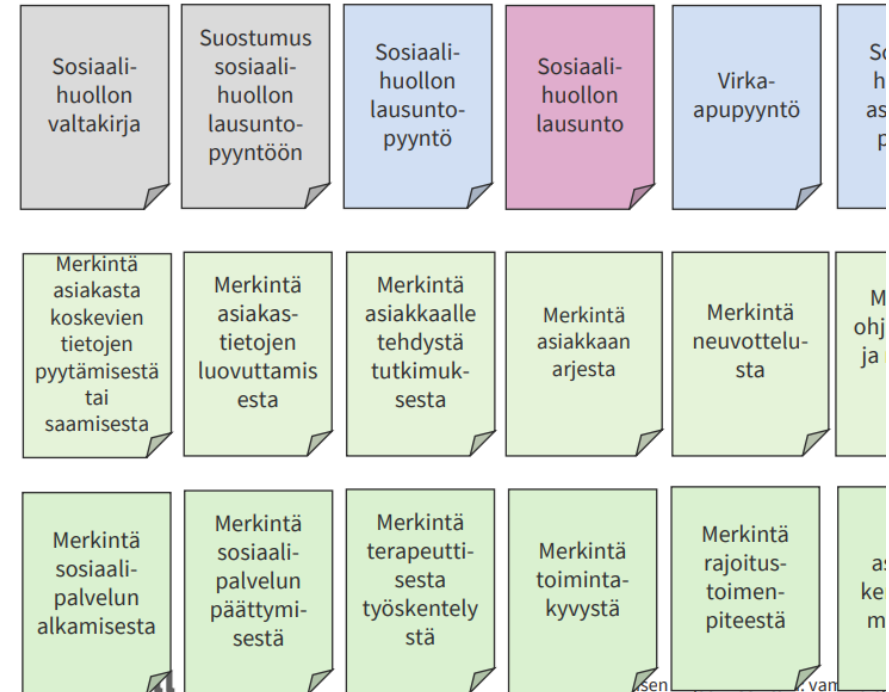 Sosiaali-
huollon
valtakirja
Suostumus
sosiaali-
huollon
lausunto-
pyyntöön
Sosiaali-
huollon
lausunto-
pyyntö
Sosiaali-
huollon
lausunto
Virka-
apupyyntö
Merkintä
asiakasta
koskevien
tietojen
pyytämisestä
tai
saamisesta
Merkintä
asiakas-
tietojen
luovuttamis
esta
Merkintä
asiakkaalle
tehdystä
tutkimuk-
sesta
Merkintä
asiakkaan
arjesta
Merkintä
neuvottelu-
sta
ja
Merkintä
sosiaali-
palvelun
alkamisesta
Merkintä
sosiaali-
palvelun
päättymi-
sestä
Merkintä
terapeutti-
sesta
työskentely
stä
Merkintä
toiminta-
kyvystä
Merkintä
rajoitus-
toimen-
piteestä